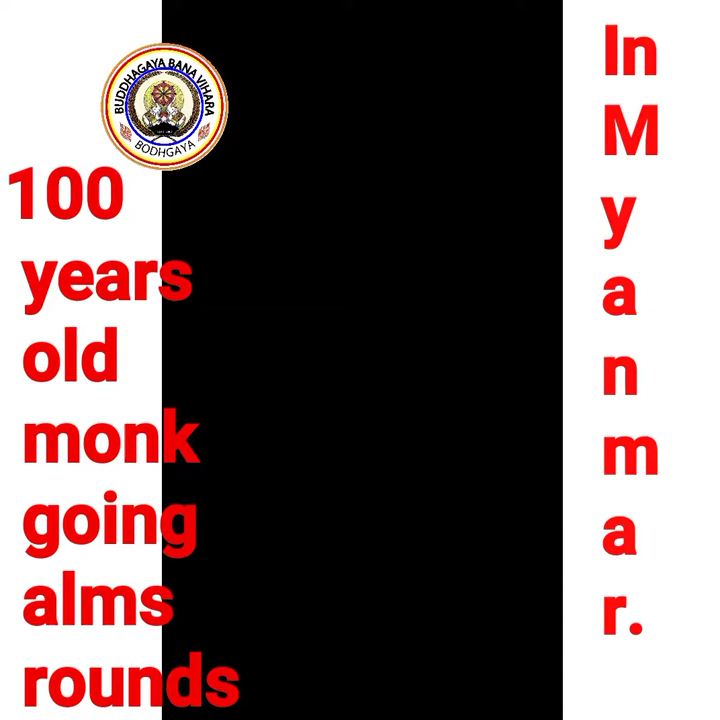 BUDDHAGAYA BANA VIHARA
BODHGAYA
100
years
old
monk
going
alms
rounds
In
M
y
a
n
m
a
r.